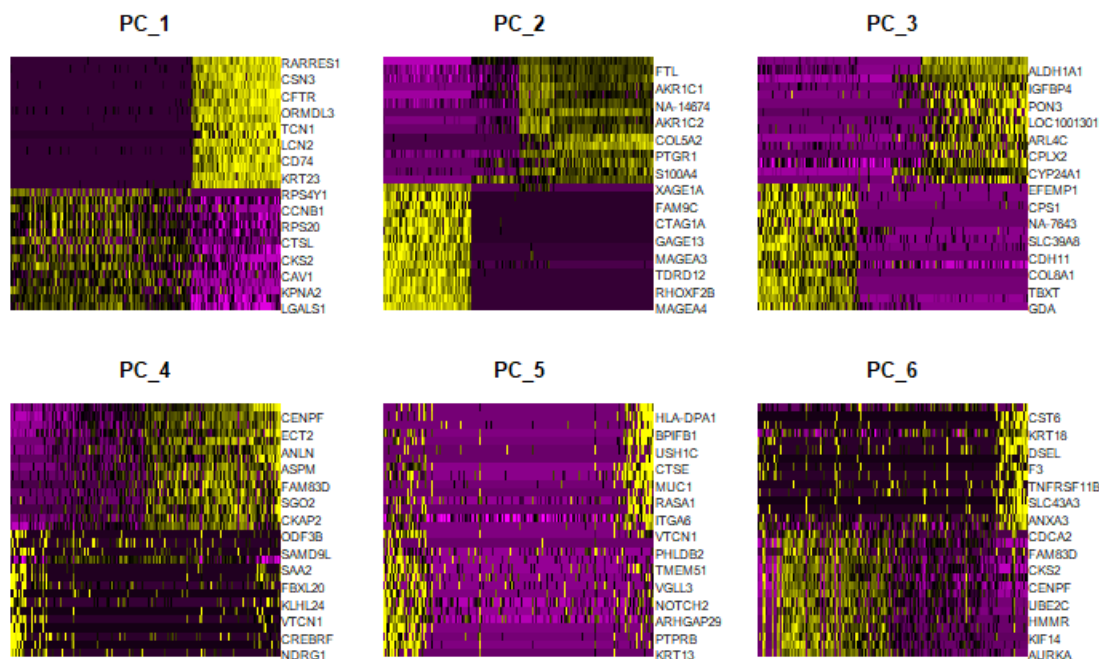 PC_1
RARRES1
CSN3
CFTR
ORMDL3
TCN1
LCN2
CD74
KRT23
RPS4Y1
CCNB1
RPS20
CTSL
CKS2
CAV1
KPNA2
LGALS1
PC_2
FTL
AKR1C1
NA-14674
AKR1C2
COL5A2
PTGR1
S100A4
XAGE1A
FAM9C
CTAG1A
GAGE13
MAGEA3
TDRD12
RHOXF2B
MAGEA4
PC_3
ALDH1A1
IGFBP4
PON3
LOC1001301
ARL4C
CPLX2
CYP24A1
EFEMP1
CPS1
NA-7643
SLC39A8
CDH11
COL8A1
TBXT
GDA
PC_4
CENPF
ECT2
ANLN
ASPM
FAM83D
SGO2
CKAP2
ODF3B
SAMD9L
SAA2
FBXL20
KLHL24
VTCN1
CREBRF
NDRG1
PC_5
HLA-DPA1
BPIFB1
USH1C
CTSE
MUC1
RASA1
ITGA6
VTCN1
PHLDB2
TMEM51
VGLL3
NOTCH2
ARHGAP29
PTPRB
KRT13
PC_6
CST6
KRT18
DSEL
F3
TNFRSF11B
SLC43A3
ANXA3
CDCA2
FAM83D
CKS2
CENPF
UBE2C
HMMR
KIF14
AURKA